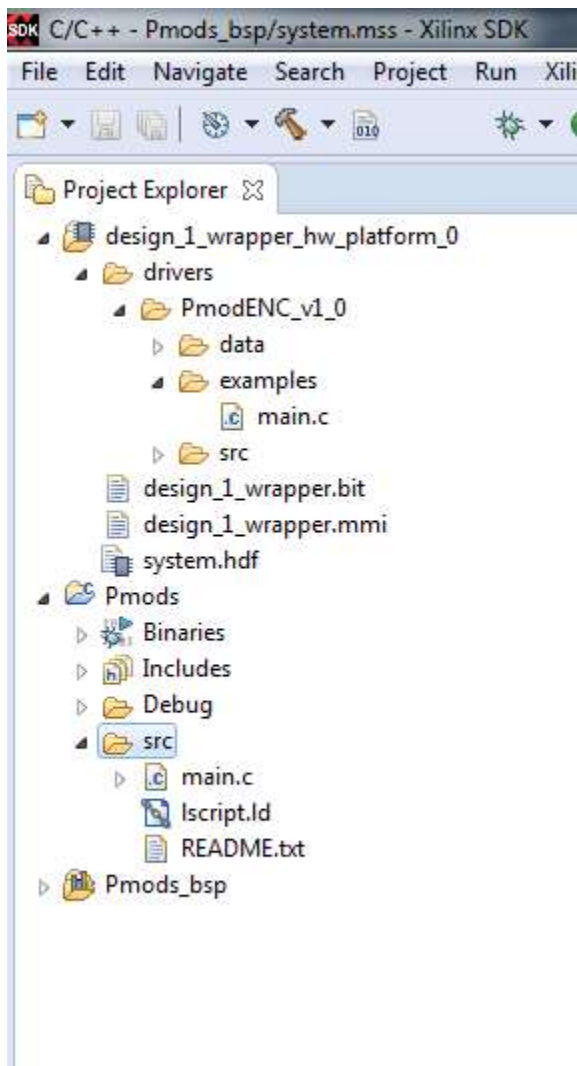 SDK C/C++ - Pmods_bsp/system.mss - Xilinx SDK
File Edit Navigate Search Project Run Xili
010
Project Explorer
design_1_wrapper_hw_platform_0
drivers
PmodENC_v1_0
data
examples
.c main.c
src
design_1_wrapper.bit
design_1_wrapper.mmi
system.hdf
Pmods
Binaries
h Includes
Debug
src
.c main.c
lscript.ld
README.txt
Pmods_bsp